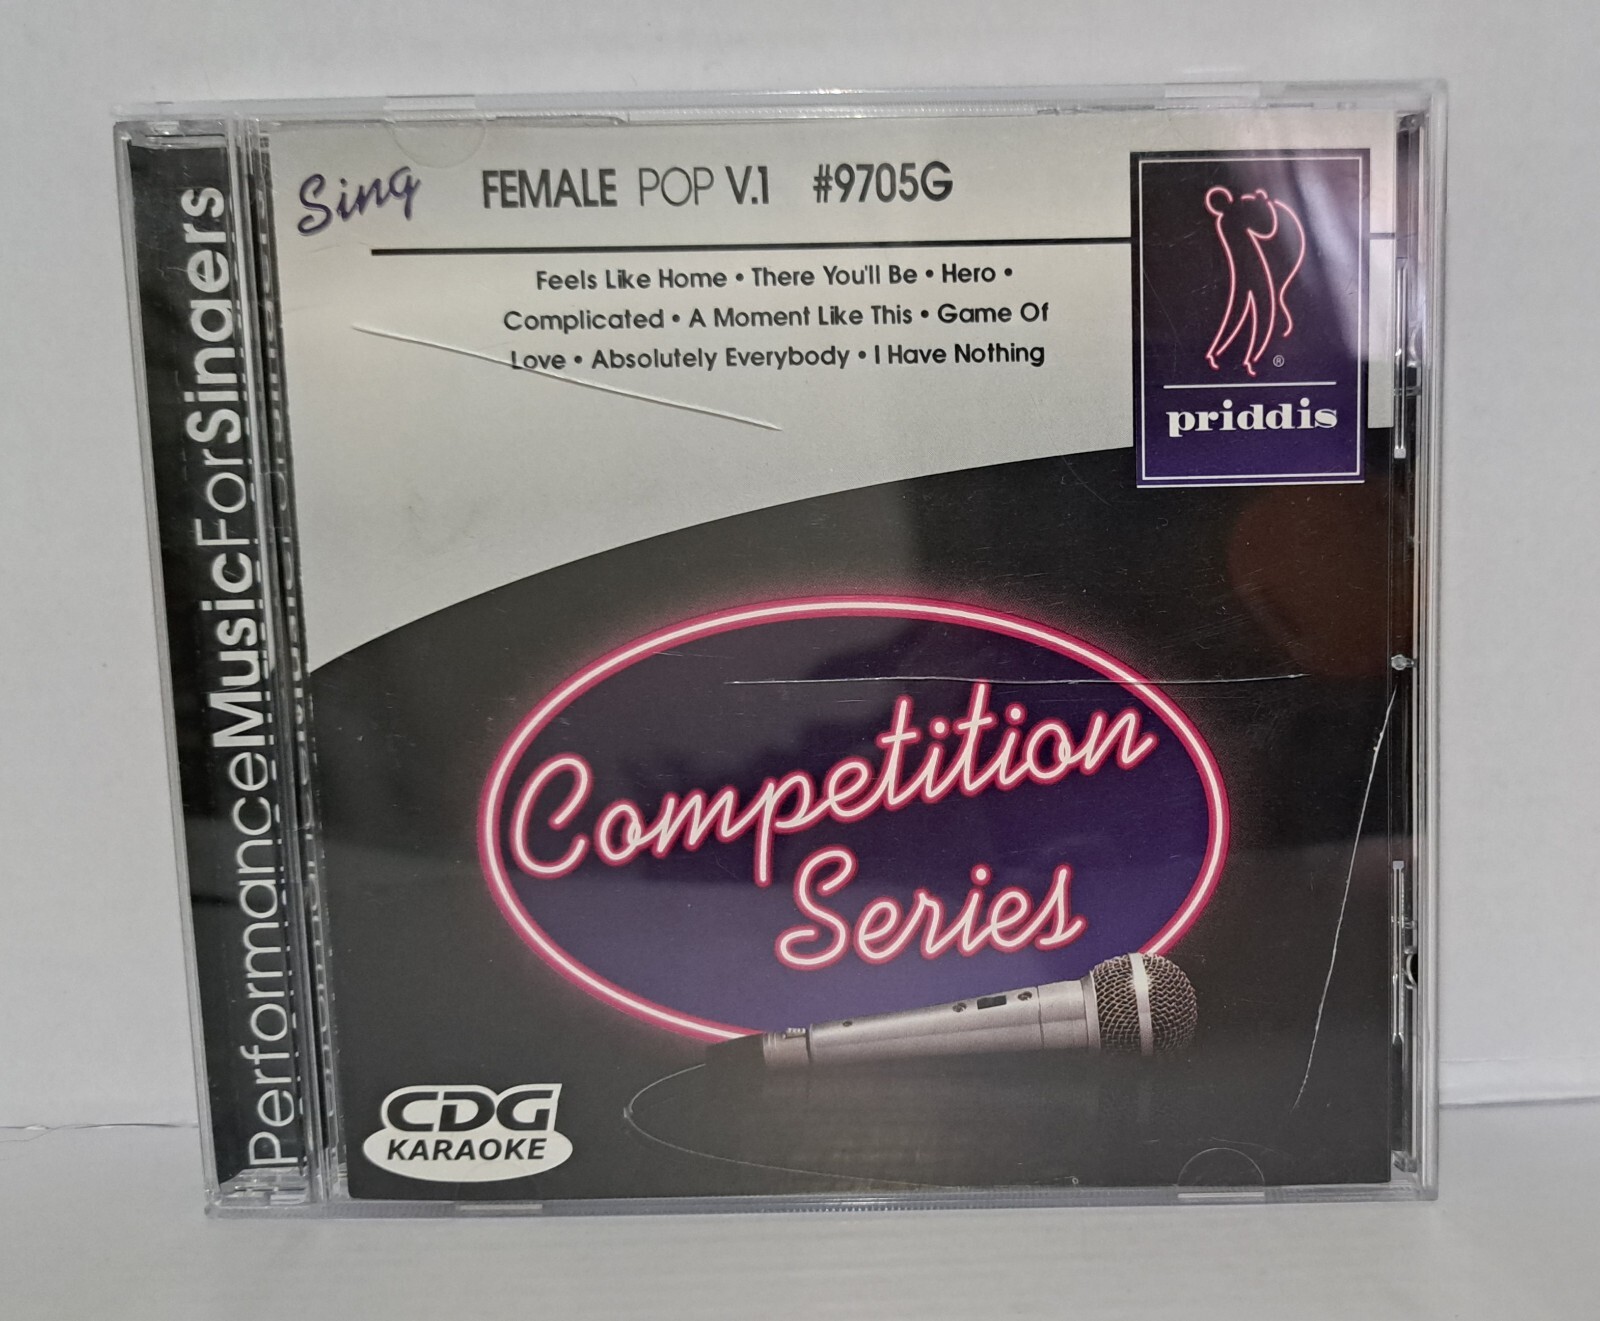 Sing FEMALE POP V.1 #9705G
Feels Like Home • There You'll Be • Hero •
Complicated • A Moment Like This • Game Of
Love • Absolutely Everybody • I Have Nothing
®
priddis
PerformanceMusicForSingers
Competition
Series
CDG
KARAOKE